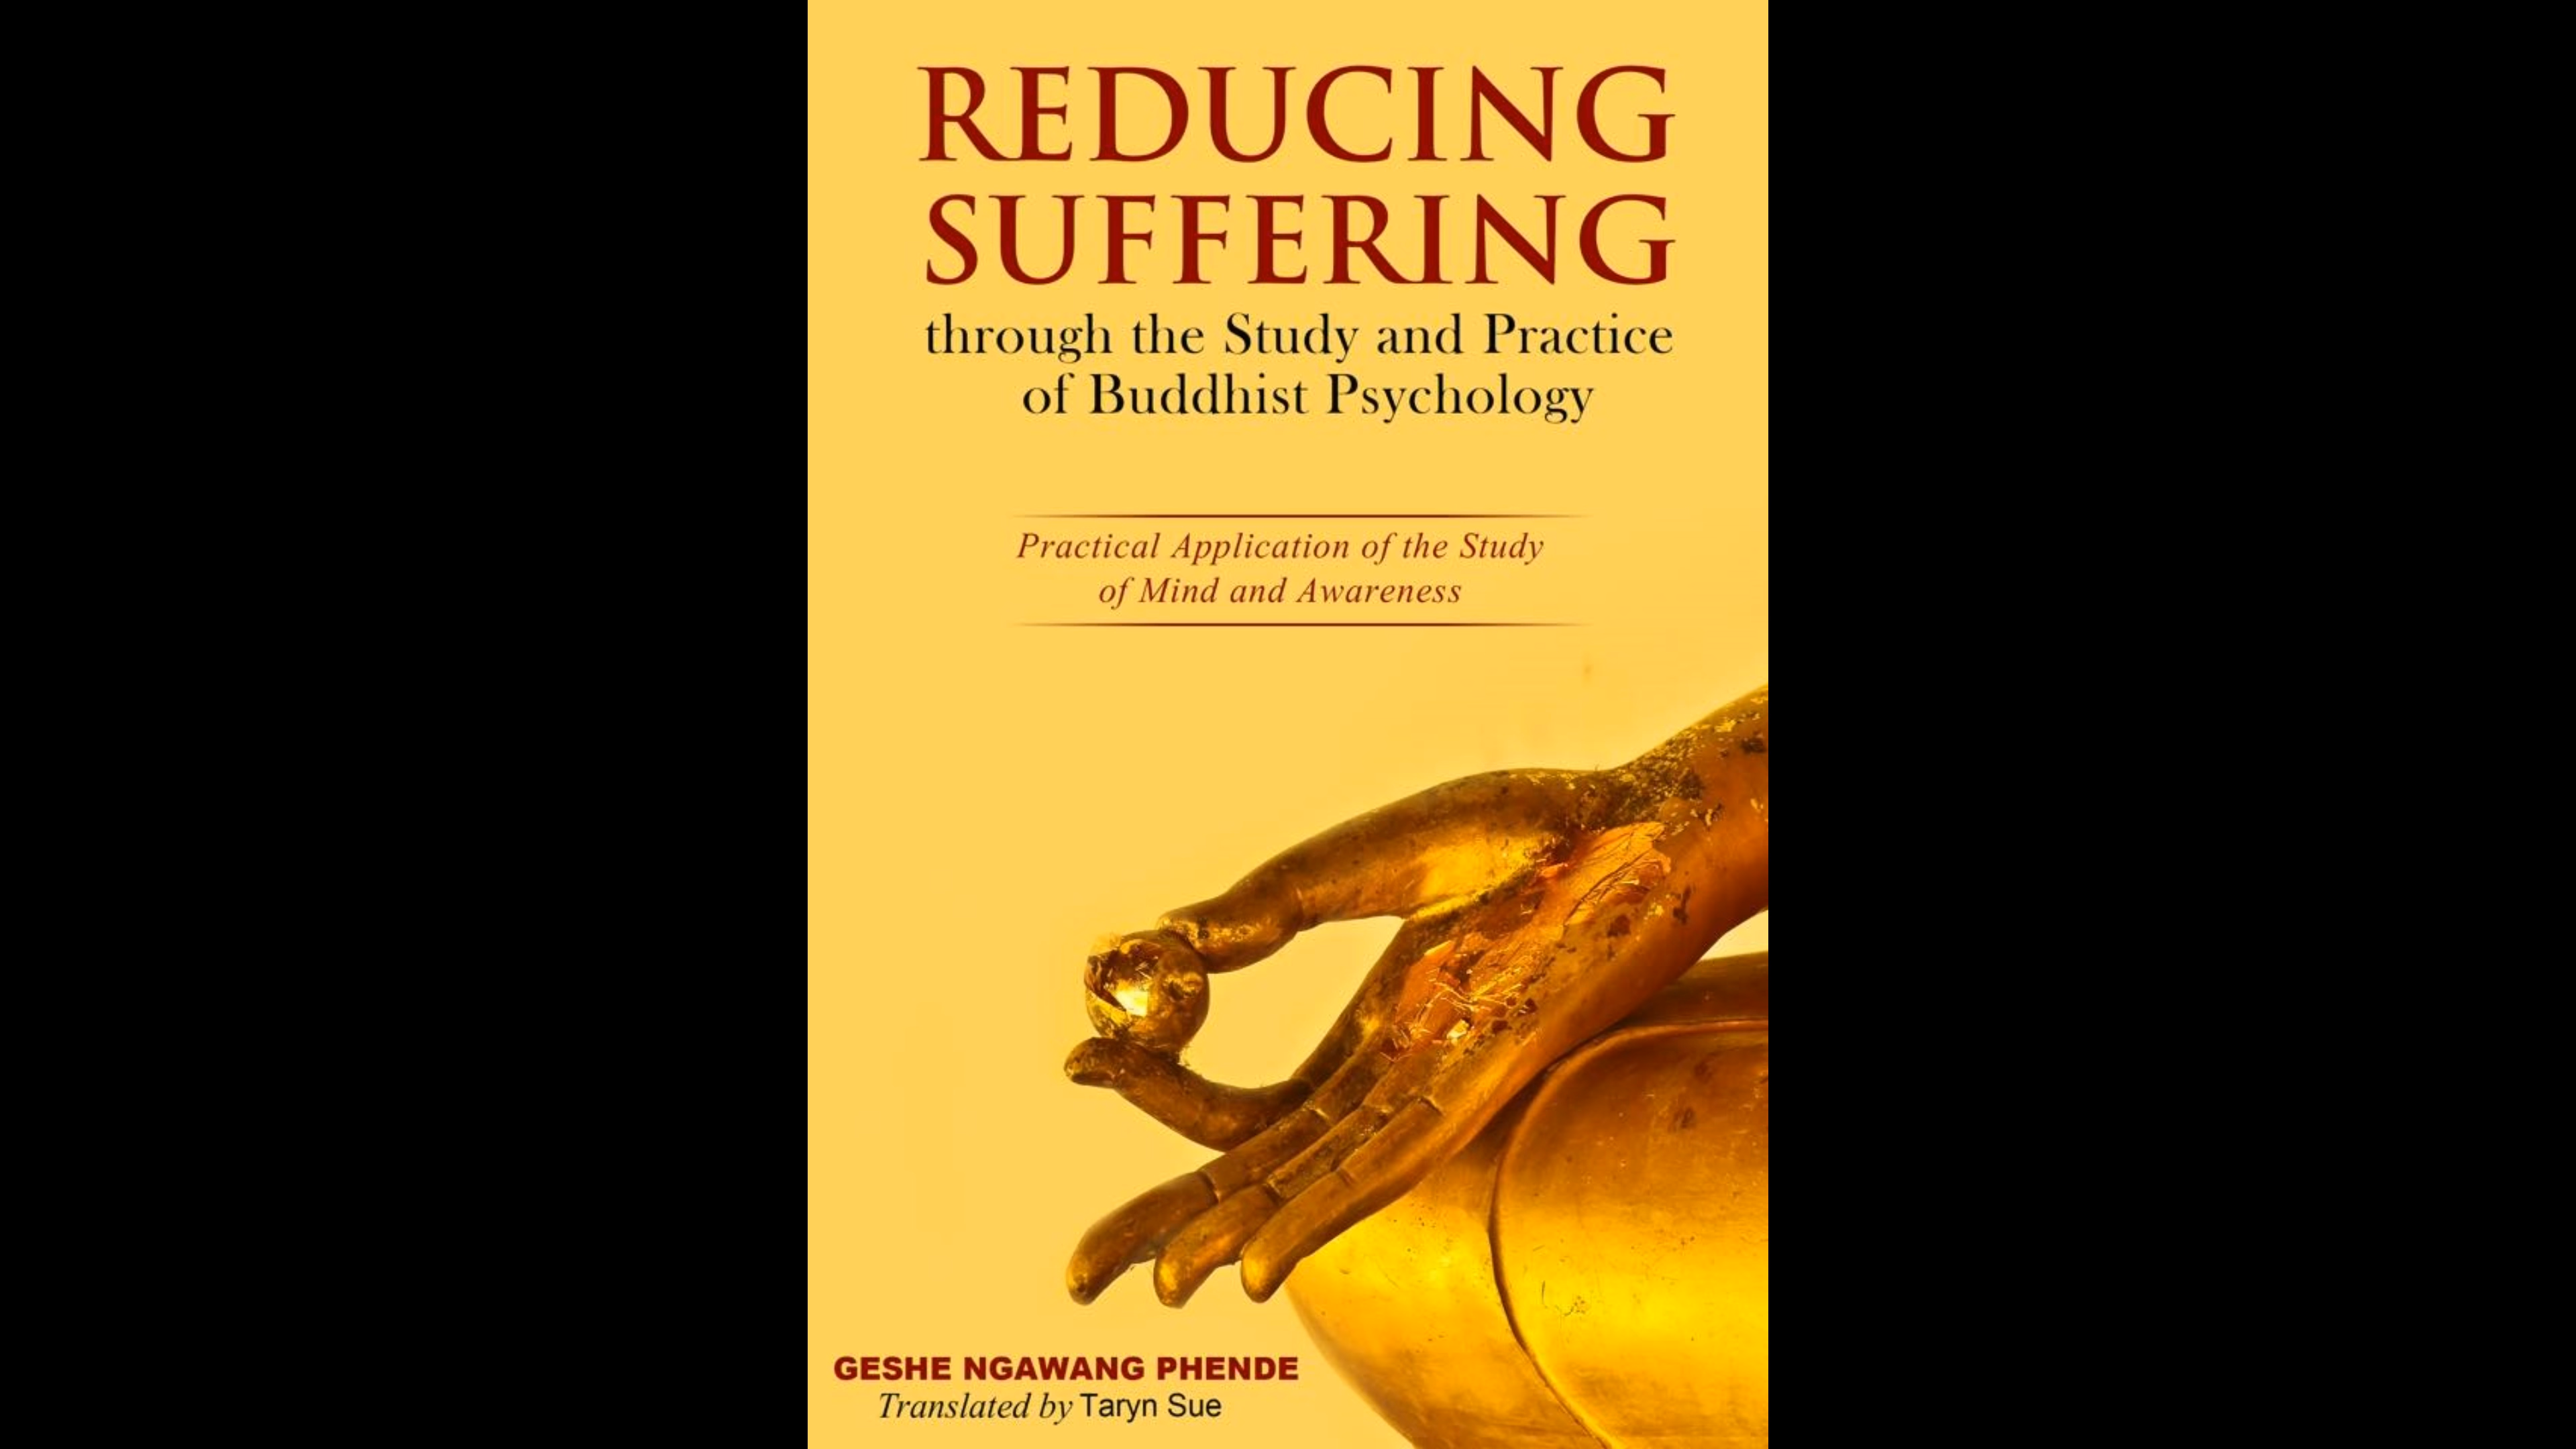 REDUCING
SUFFERING
through the Study and Practice
of Buddhist Psychology
Practical Application of the Study
of Mind and Awareness
GESHE NGAWANG PHENDE
Translated by Taryn Sue